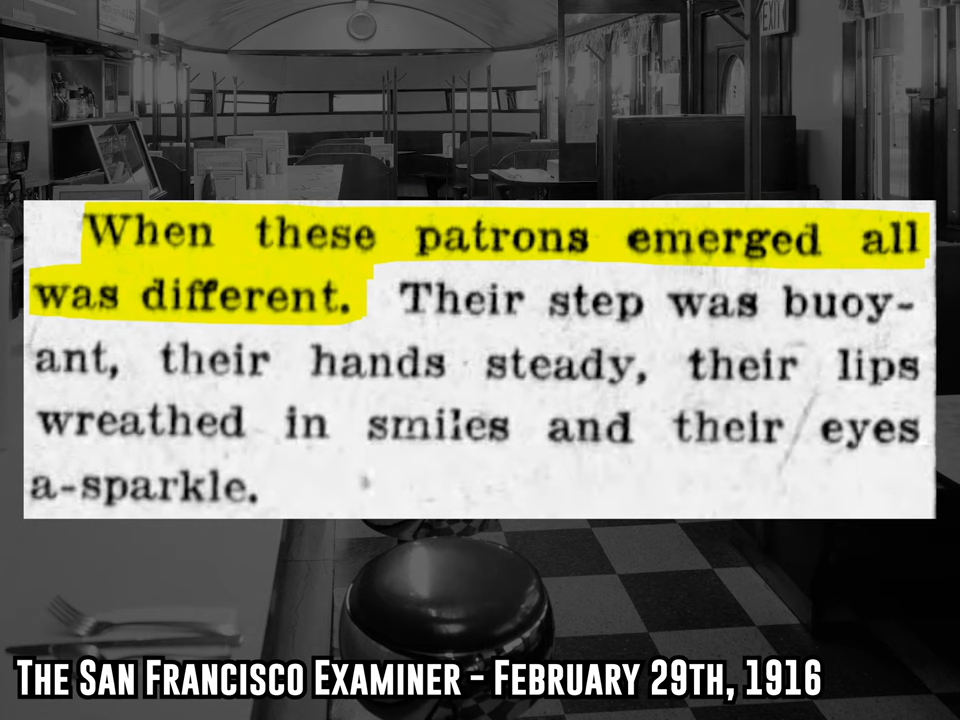 EXIT
When these patrons emerged all
was different. Their step was buoy-
ant, their hands steady, their lips
wreathed in smiles and their eyes
a-sparkle.
The San Francisco Examiner - February 29th, 1916